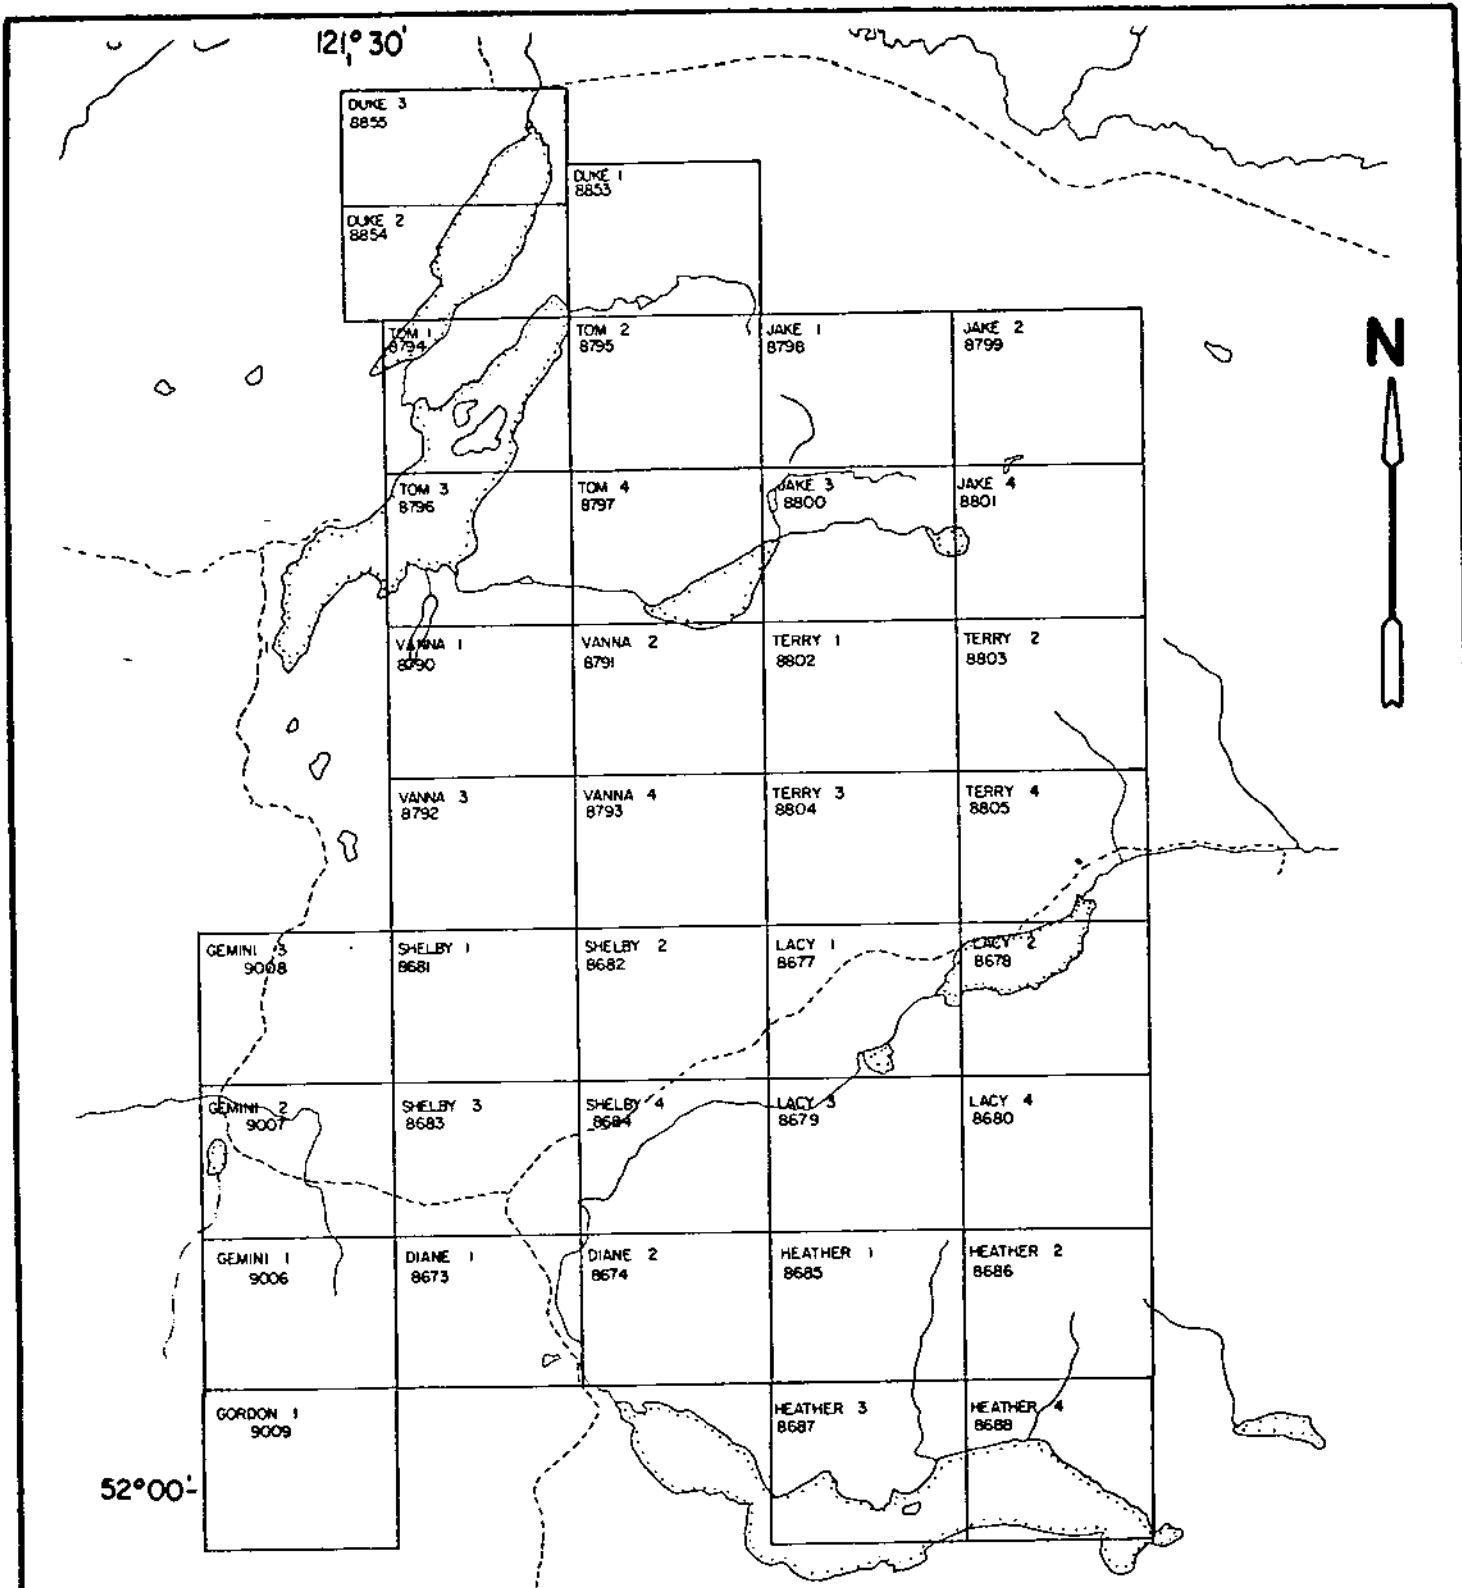 121° 30'
DUKE 3
8855
DUKE 1
8853
DUKE 2
8854
N
TOM 1
8794
TOM 2
8795
JAKE 1
8798
JAKE 2
8799
TOM 3
8796
TOM 4
8797
JAKE 3
8800
JAKE 4
8801
VANNA 1
8790
VANNA 2
8791
TERRY 1
8802
TERRY 2
8803
VANNA 3
8792
VANNA 4
8793
TERRY 3
8804
TERRY 4
8805
GEMINI 3
9008
SHELBY 1
8681
SHELBY 2
8682
LACY 1
8677
LACY 2
8678
GEMINI 2
9007
SHELBY 3
8683
SHELBY 4
8684
LACY 3
8679
LACY 4
8680
GEMINI 1
9006
DIANE 1
8673
DIANE 2
8674
HEATHER 1
8685
HEATHER 2
8686
GORDON 1
9009
HEATHER 3
8687
HEATHER 4
8688
52°00'